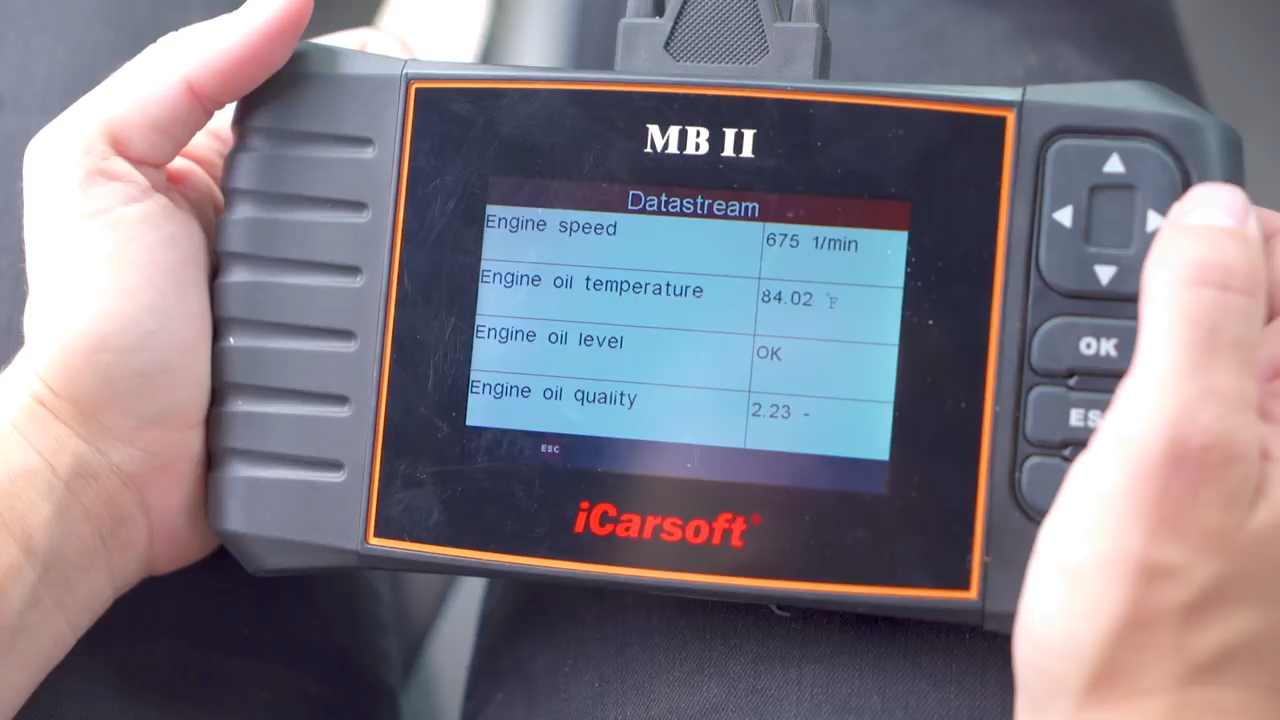 MB II
Datastream
Engine speed 675 1/min
Engine oil temperature 84.02 °F
Engine oil level OK
Engine oil quality 2.23 -
ESC
iCarsoft®
OK